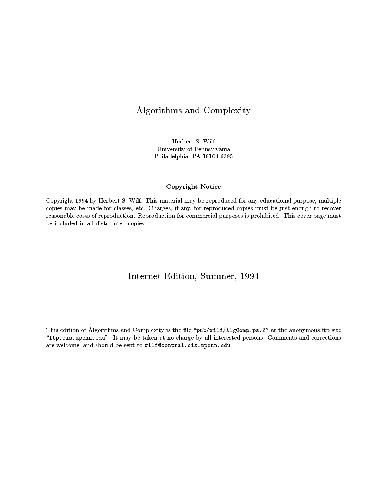 Algorithms and Complexity
Herbert S. Wilf
University of Pennsylvania
Philadelphia, PA 19104-6395
Copyright Notice
Copyright 1994 by Herbert S. Wilf. This material may be reproduced for any educational purpose, multiple
copies may be made for classes, etc. Charges, if any, for reproduced copies must be just enough to recover
reasonable costs of reproduction. Reproduction for commercial purposes is prohibited. This cover page must
be included in all distributed copies.
Internet Edition, Summer, 1994
This edition of Algorithms and Complexity is the file "pub/wilf/AlgComp.ps.Z" at the anonymous ftp site
It may be taken at no charge by all interested persons. Comments and corrections
are welcome, and should be sent to wilf@central.cis.upenn.edu